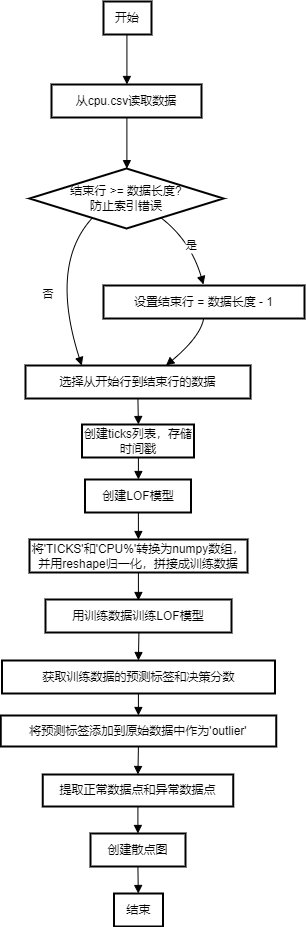 开始
从cpu.csv读取数据
结束行 >= 数据长度?
防止索引错误
是
否
设置结束行 = 数据长度 - 1
选择从开始行到结束行的数据
创建ticks列表，存储
时间戳
创建LOF模型
将'TICKS'和'CPU%'转换为numpy数组，
并用reshape归一化，拼接成训练数据
用训练数据训练LOF模型
获取训练数据的预测标签和决策分数
将预测标签添加到原始数据中作为'outlier'
提取正常数据点和异常数据点
创建散点图
结束